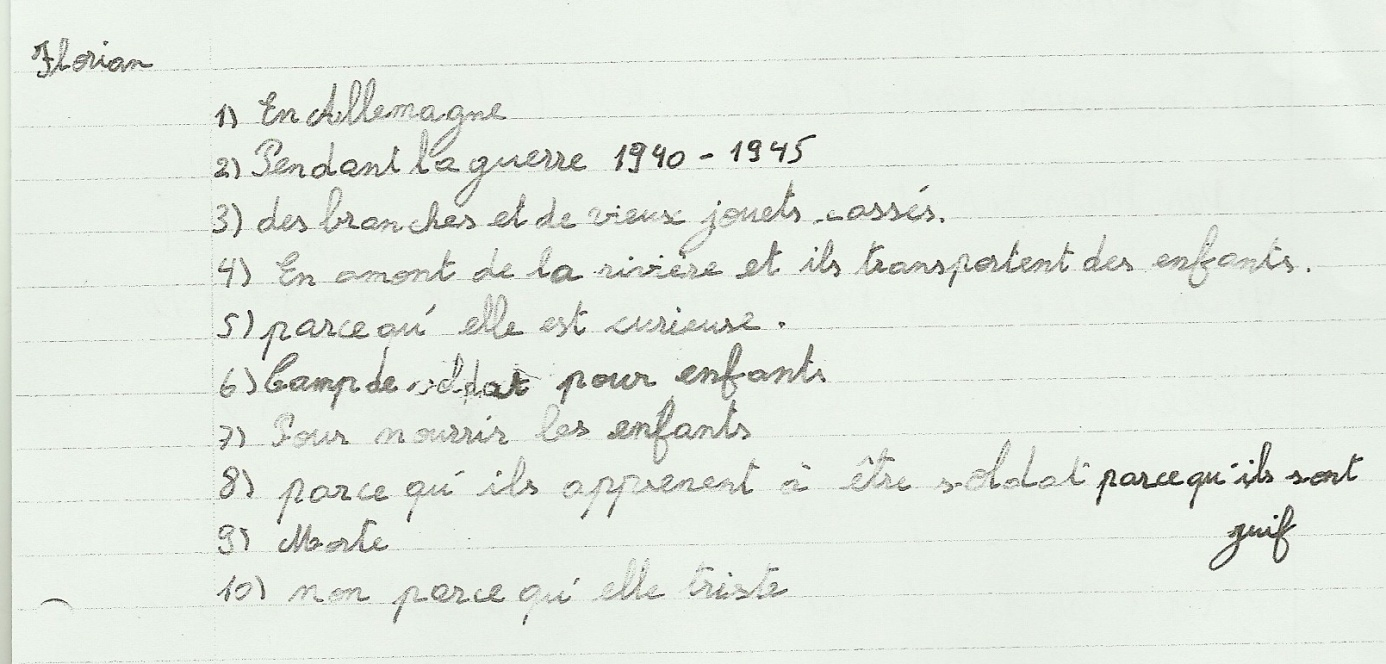 Florian
1) En Allemagne
2) Pendant la guerre 1940 - 1945
3) des branches et de vieux jouets cassés.
4) En amont de la rivière et ils transportent des enfants.
5) parce qu' elle est curieuse.
6) Camp de soldat pour enfants
7) Pour nourrir les enfants
8) parce qu' ils apprenent à être soldat parce qu'ils sont
guif
9) Morte
10) non parce qu' elle triste